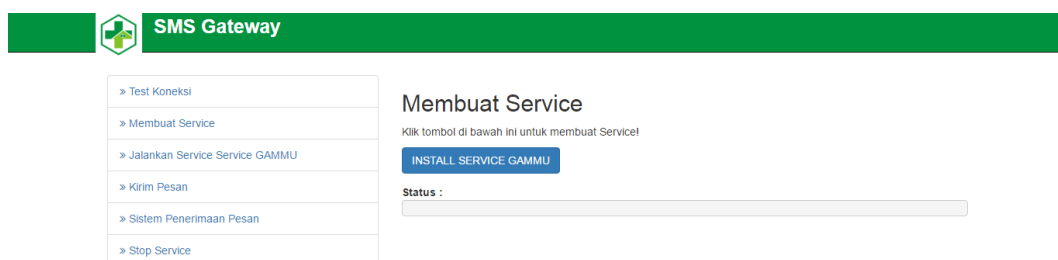 SMS Gateway
» Test Koneksi
» Membuat Service
» Jalankan Service Service GAMMU
» Kirim Pesan
» Sistem Penerimaan Pesan
» Stop Service
Membuat Service
Klik tombol di bawah ini untuk membuat Service!
INSTALL SERVICE GAMMU
Status :